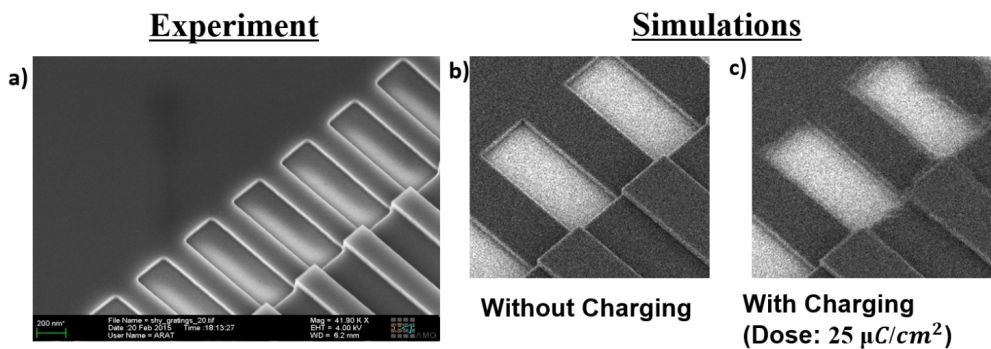 Experiment
Simulations
a)
b)
c)
200 nm
File Name = shy_gratings_20.tif
Date :20 Feb 2015 Time :18:13:27
User Name = ARAT
Mag = 41.90 K X
EHT = 4.00 kV
WD = 6.2 mm
AMO
Without Charging
With Charging
(Dose: 25 μC/cm²)